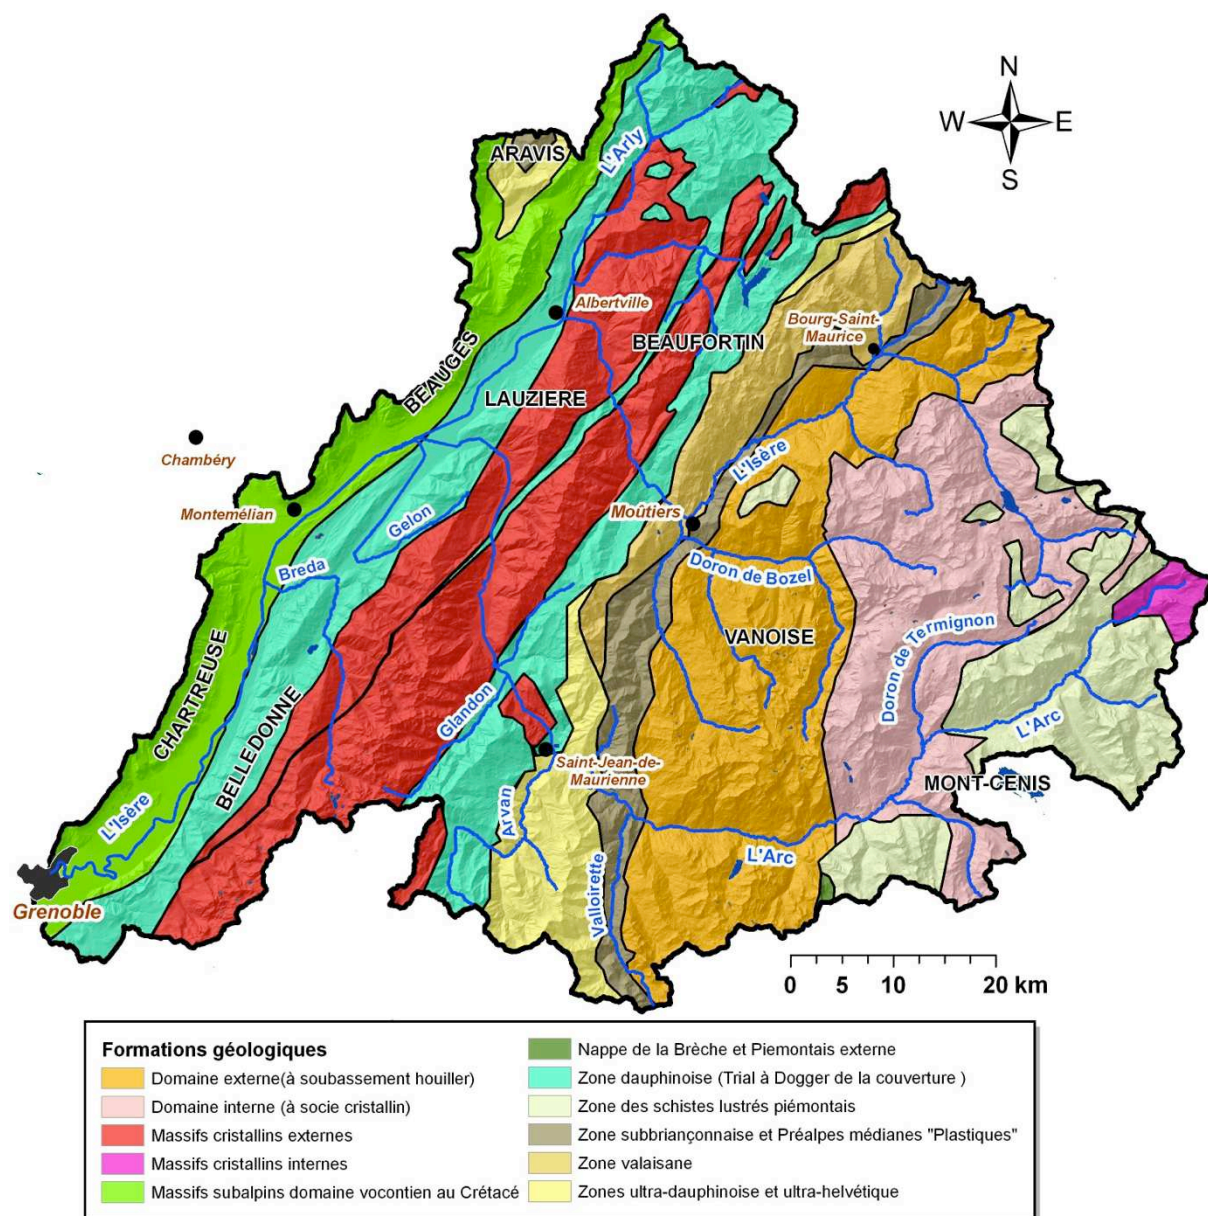 N
W E
S
ARAVIS
L'Arly
Albertville
Bourg-Saint-
Maurice
BEAUFORTIN
BEAUGES
LAUZIERE
Chambéry
L'Isère
Montemélian
Gelon
Moûtiers
Breda
Doron de Bozel
VANOISE
Doron de Termignon
CHARTREUSE
BELLEDONNE
Glandon
L'Arc
Saint-Jean-de-
Maurienne
MONT-CENIS
L'Isère
Arvan
L'Arc
Valloirette
Grenoble
0 5 10 20 km
Formations géologiques
Domaine externe(à soubassement houiller)
Domaine interne (à socie cristallin)
Massifs cristallins externes
Massifs cristallins internes
Massifs subalpins domaine vocontien au Crétacé
Nappe de la Brèche et Piemontais externe
Zone dauphinoise (Trial à Dogger de la couverture )
Zone des schistes lustrés piémontais
Zone subbriançonnaise et Préalpes médianes "Plastiques"
Zone valaisane
Zones ultra-dauphinoise et ultra-helvétique